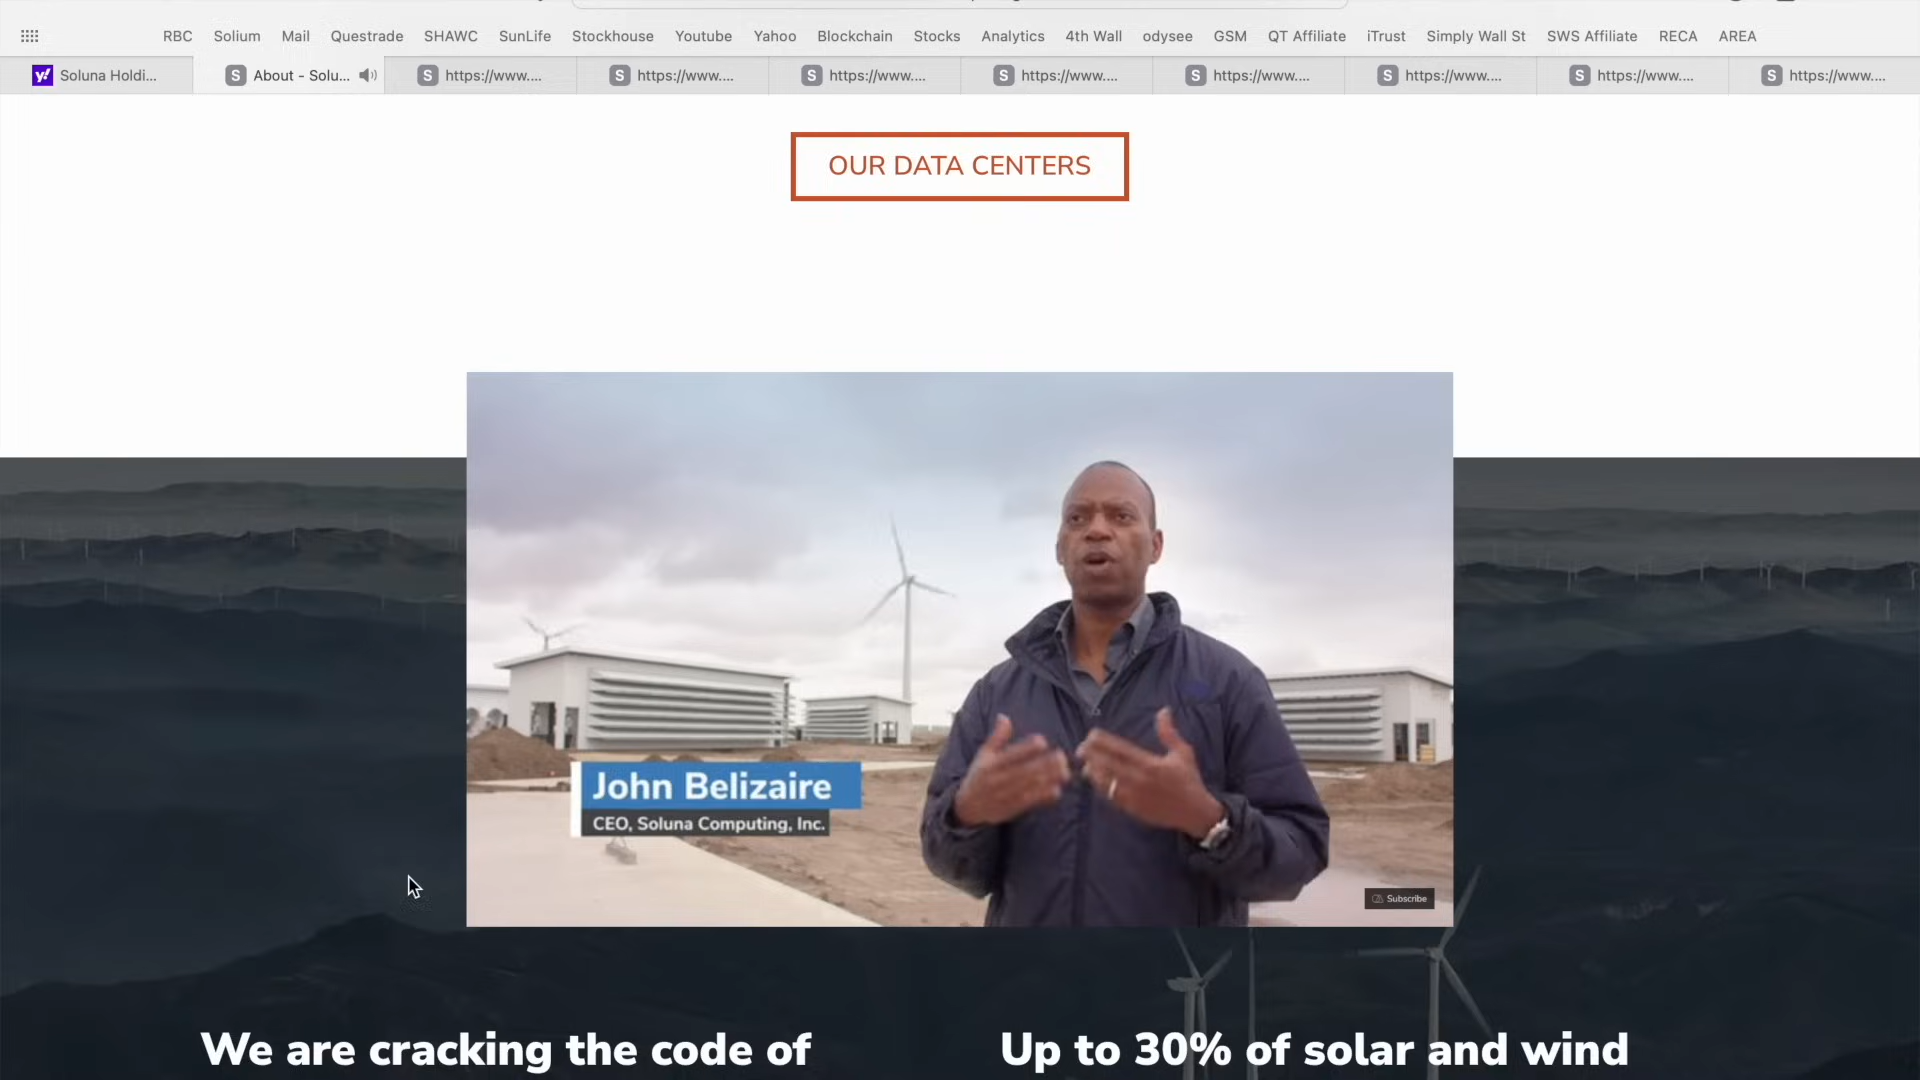 RBC Solium Mail Questrade SHAWC SunLife Stockhouse Youtube Yahoo Blockchain Stocks Analytics 4th Wall odysee GSM QT Affiliate iTrust Simply Wall St SWS Affiliate RECA AREA
y! Soluna Holdi... S About - Solu... S https://www.... S https://www.... S https://www.... S https://www.... S https://www.... S https://www.... S https://www.... S https://www....
OUR DATA CENTERS
John Belizaire
CEO, Soluna Computing, Inc.
Subscribe
We are cracking the code of
Up to 30% of solar and wind